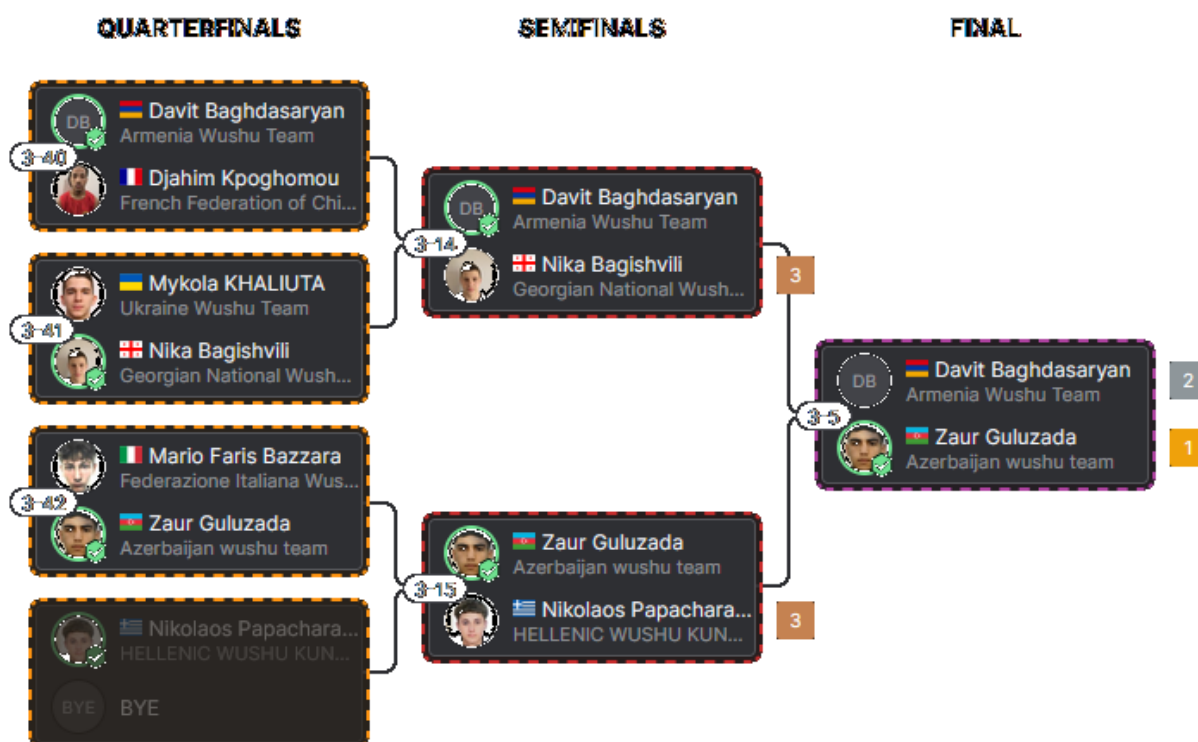 QUARTERFINALS
SEMIFINALS
FINAL
DB
Davit Baghdasaryan
Armenia Wushu Team
3-40
Djahim Kpoghomou
French Federation of Chi...
Mykola KHALIUTA
Ukraine Wushu Team
3-41
Nika Bagishvili
Georgian National Wush...
Mario Faris Bazzara
Federazione Italiana Wus...
3-42
Zaur Guluzada
Azerbaijan wushu team
Nikolaos Papachara...
HELLENIC WUSHU KUN...
BYE
BYE
DB
Davit Baghdasaryan
Armenia Wushu Team
3-14
Nika Bagishvili
Georgian National Wush...
3
Zaur Guluzada
Azerbaijan wushu team
3-15
Nikolaos Papachara...
HELLENIC WUSHU KUN...
3
DB
Davit Baghdasaryan
Armenia Wushu Team
2
3-5
Zaur Guluzada
Azerbaijan wushu team
1